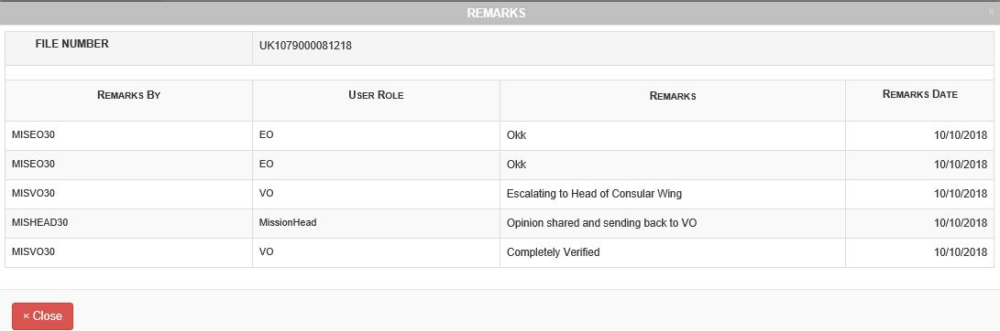 REMARKS ×
FILE NUMBER UK1079000081218
REMARKS BY USER ROLE REMARKS REMARKS DATE
MISEO30 EO Okk 10/10/2018
MISEO30 EO Okk 10/10/2018
MISVO30 VO Escalating to Head of Consular Wing 10/10/2018
MISHEAD30 MissionHead Opinion shared and sending back to VO 10/10/2018
MISVO30 VO Completely Verified 10/10/2018
× Close